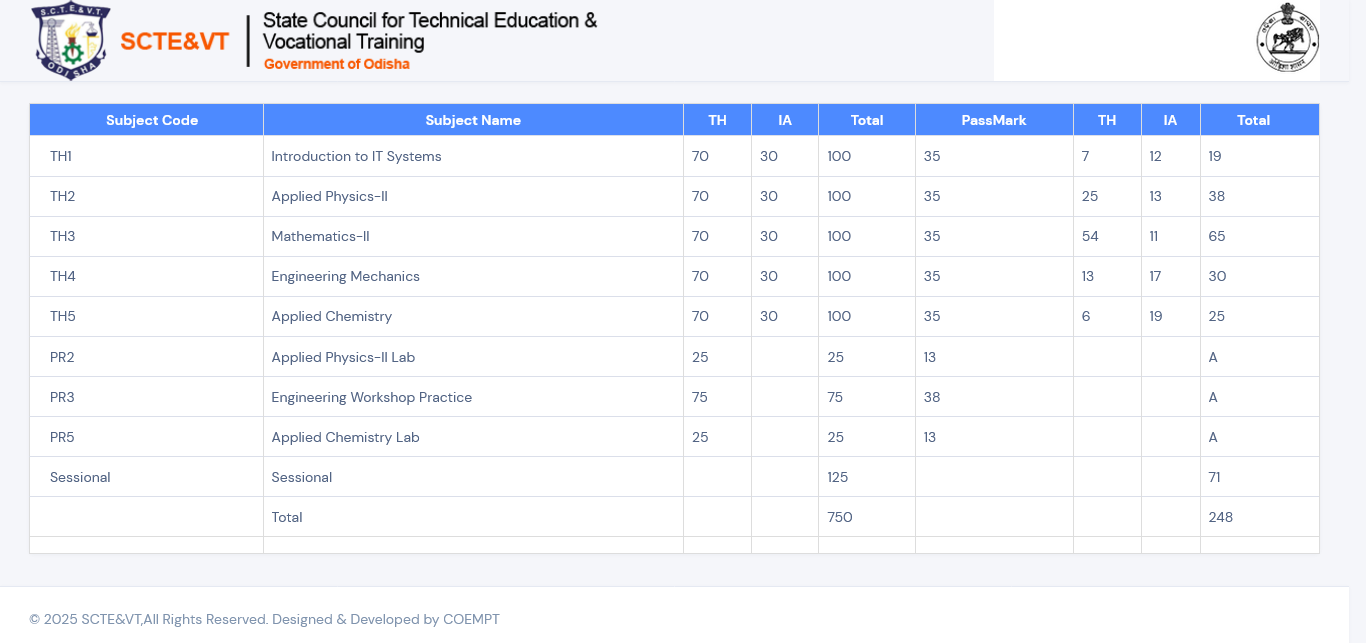 S.C.T.E.&V.T.
ODISHA
SCTE&VT
State Council for Technical Education &
Vocational Training
Government of Odisha
Subject Code Subject Name TH IA Total PassMark TH IA Total
TH1 Introduction to IT Systems 70 30 100 35 7 12 19
TH2 Applied Physics-II 70 30 100 35 25 13 38
TH3 Mathematics-II 70 30 100 35 54 11 65
TH4 Engineering Mechanics 70 30 100 35 13 17 30
TH5 Applied Chemistry 70 30 100 35 6 19 25
PR2 Applied Physics-II Lab 25 25 13 A
PR3 Engineering Workshop Practice 75 75 38 A
PR5 Applied Chemistry Lab 25 25 13 A
Sessional Sessional 125 71
Total 750 248
© 2025 SCTE&VT,All Rights Reserved. Designed & Developed by COEMPT